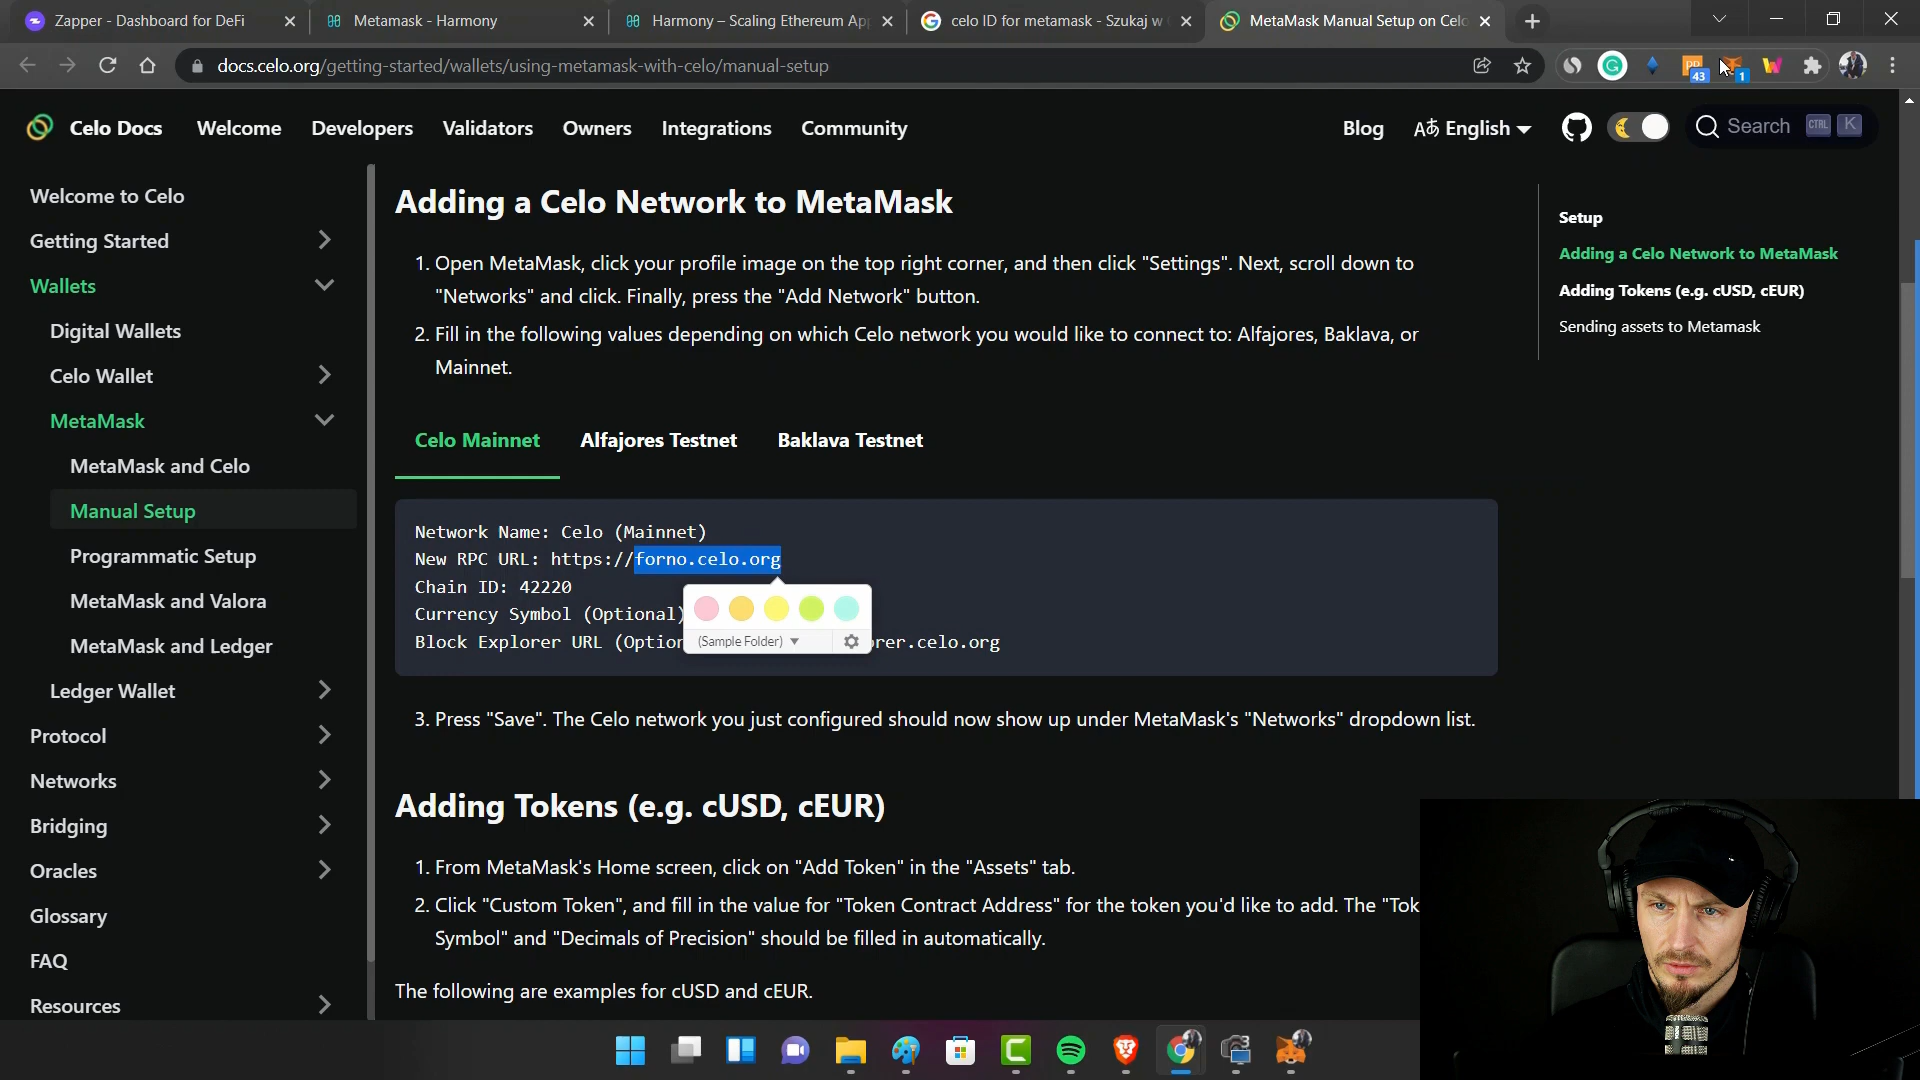 Zapper - Dashboard for DeFi
Metamask - Harmony
Harmony – Scaling Ethereum App
celo ID for metamask - Szukaj w
MetaMask Manual Setup on Celo
docs.celo.org/getting-started/wallets/using-metamask-with-celo/manual-setup
43
1
Celo Docs
Welcome
Developers
Validators
Owners
Integrations
Community
Blog
English
Search
CTRL K
Welcome to Celo
Getting Started
Wallets
Digital Wallets
Celo Wallet
MetaMask
MetaMask and Celo
Manual Setup
Programmatic Setup
MetaMask and Valora
MetaMask and Ledger
Ledger Wallet
Protocol
Networks
Bridging
Oracles
Glossary
FAQ
Resources
Adding a Celo Network to MetaMask
1. Open MetaMask, click your profile image on the top right corner, and then click "Settings". Next, scroll down to
"Networks" and click. Finally, press the "Add Network" button.
2. Fill in the following values depending on which Celo network you would like to connect to: Alfajores, Baklava, or
Mainnet.
Celo Mainnet
Alfajores Testnet
Baklava Testnet
Network Name: Celo (Mainnet)
New RPC URL: https://forno.celo.org
Chain ID: 42220
Currency Symbol (Optional)
Block Explorer URL (Option
rer.celo.org
(Sample Folder)
3. Press "Save". The Celo network you just configured should now show up under MetaMask's "Networks" dropdown list.
Adding Tokens (e.g. cUSD, cEUR)
1. From MetaMask's Home screen, click on "Add Token" in the "Assets" tab.
2. Click "Custom Token", and fill in the value for "Token Contract Address" for the token you'd like to add. The "Tok
Symbol" and "Decimals of Precision" should be filled in automatically.
The following are examples for cUSD and cEUR.
Setup
Adding a Celo Network to MetaMask
Adding Tokens (e.g. cUSD, cEUR)
Sending assets to Metamask